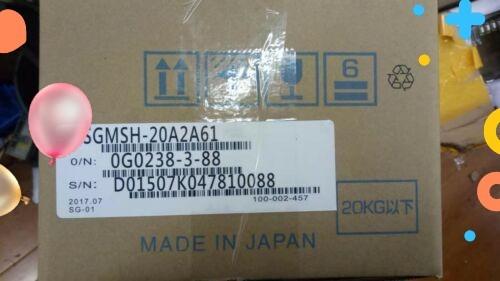 6
SGMSH-20A2A61
O/N: 0G0238-3-88
S/N: D01507K047810088
2017.07
SG-01
100-002-457
20KG以下
MADE IN JAPAN